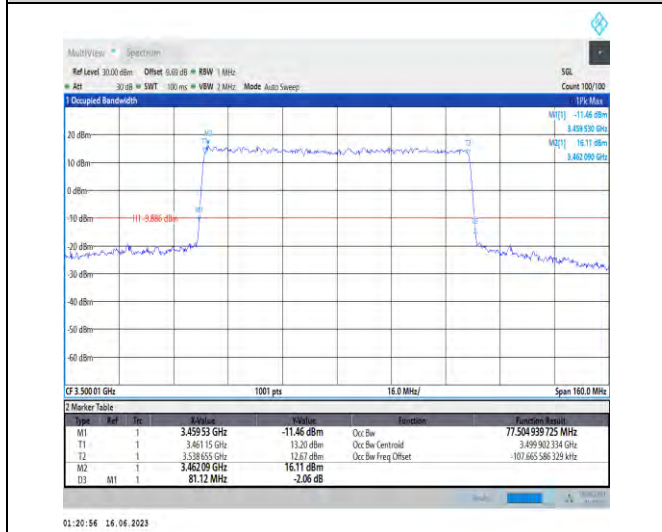 MultiView Spectrum
Ref Level 30.00 dBm Offset 8.69 dB RBW 1 MHz SGL
Att 30 dB SWT 100 ms VBW 2 MHz Mode Auto Sweep Count 100/100
1 Occupied Bandwidth 1Pk Max
M1[1] -11.46 dBm
3.459 530 GHz
20 dBm
M2[1] 16.11 dBm
3.462 090 GHz
10 dBm
0 dBm
-10 dBm H1 -9.886 dBm
-20 dBm
-30 dBm
-40 dBm
-50 dBm
-60 dBm
CF 3.500 01 GHz 1001 pts 16.0 MHz/ Span 160.0 MHz
2 Marker Table
Type Ref Trc X-Value Y-Value Function Function Result
M1 1 3.459 53 GHz -11.46 dBm Occ Bw 77.504 939 725 MHz
T1 1 3.461 15 GHz 13.20 dBm Occ Bw Centroid 3.499 902 334 GHz
T2 1 3.538 655 GHz 12.67 dBm Occ Bw Freq Offset -107.665 586 329 kHz
M2 1 3.462 09 GHz 16.11 dBm
D3 M1 1 81.12 MHz -2.06 dB
01:20:56 16.06.2023